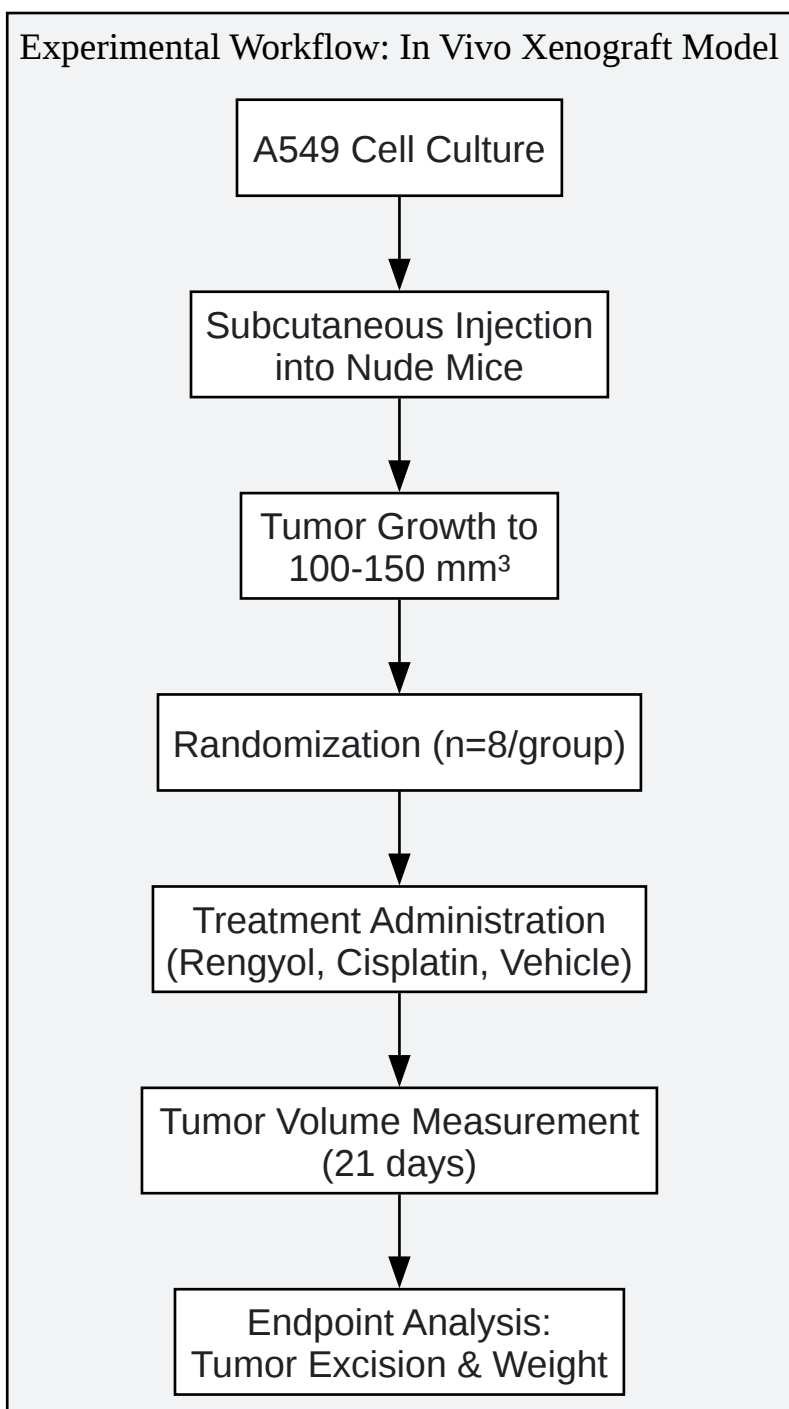 Experimental Workflow: In Vivo Xenograft Model
A549 Cell Culture
Subcutaneous Injection
into Nude Mice
Tumor Growth to
100-150 mm³
Randomization (n=8/group)
Treatment Administration
(Rengyol, Cisplatin, Vehicle)
Tumor Volume Measurement
(21 days)
Endpoint Analysis:
Tumor Excision & Weight